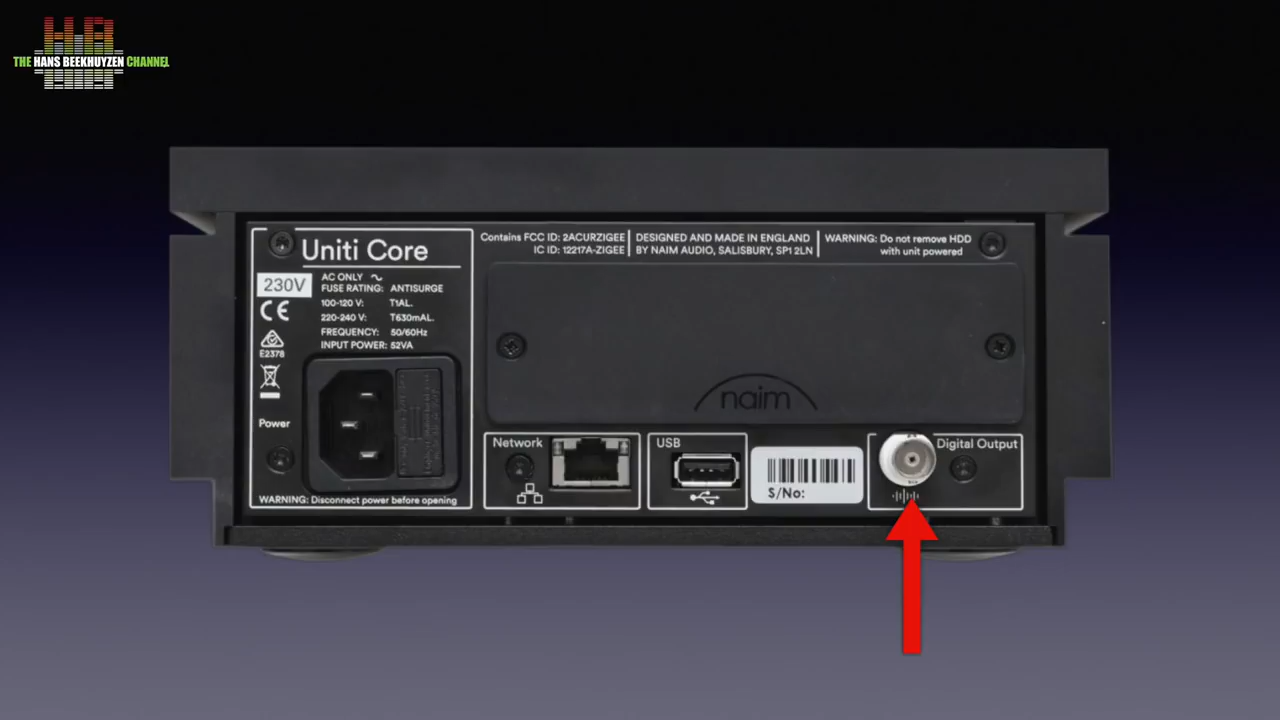 THE HANS BEEKHUYZEN CHANNEL
Uniti Core
230V
AC ONLY
FUSE RATING: ANTISURGE
100-120 V: T1AL.
220-240 V: T630mAL.
FREQUENCY: 50/60Hz
INPUT POWER: 52VA
CE
E2378
Power
WARNING: Disconnect power before opening
Contains FCC ID: 2ACURZIGEE
IC ID: 12217A-ZIGEE
DESIGNED AND MADE IN ENGLAND
BY NAIM AUDIO, SALISBURY, SP1 2LN
WARNING: Do not remove HDD
with unit powered
naim
Network
USB
S/No:
Digital Output